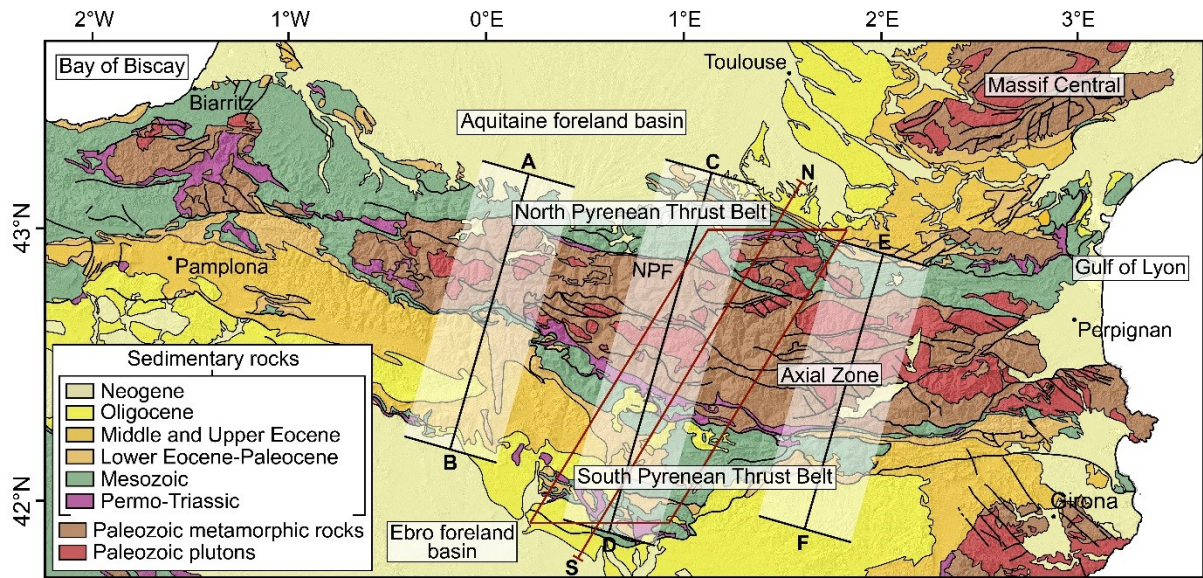 2°W 1°W 0°E 1°E 2°E 3°E
Bay of Biscay
Toulouse
Massif Central
Biarritz
Aquitaine foreland basin
A
C
N
43°N
North Pyrenean Thrust Belt
E
Pamplona
NPF
Gulf of Lyon
Perpignan
Axial Zone
Sedimentary rocks
Neogene
Oligocene
Middle and Upper Eocene
Lower Eocene-Paleocene
Mesozoic
Permo-Triassic
Paleozoic metamorphic rocks
Paleozoic plutons
B
South Pyrenean Thrust Belt
42°N
Girona
Ebro foreland
basin
D
F
S